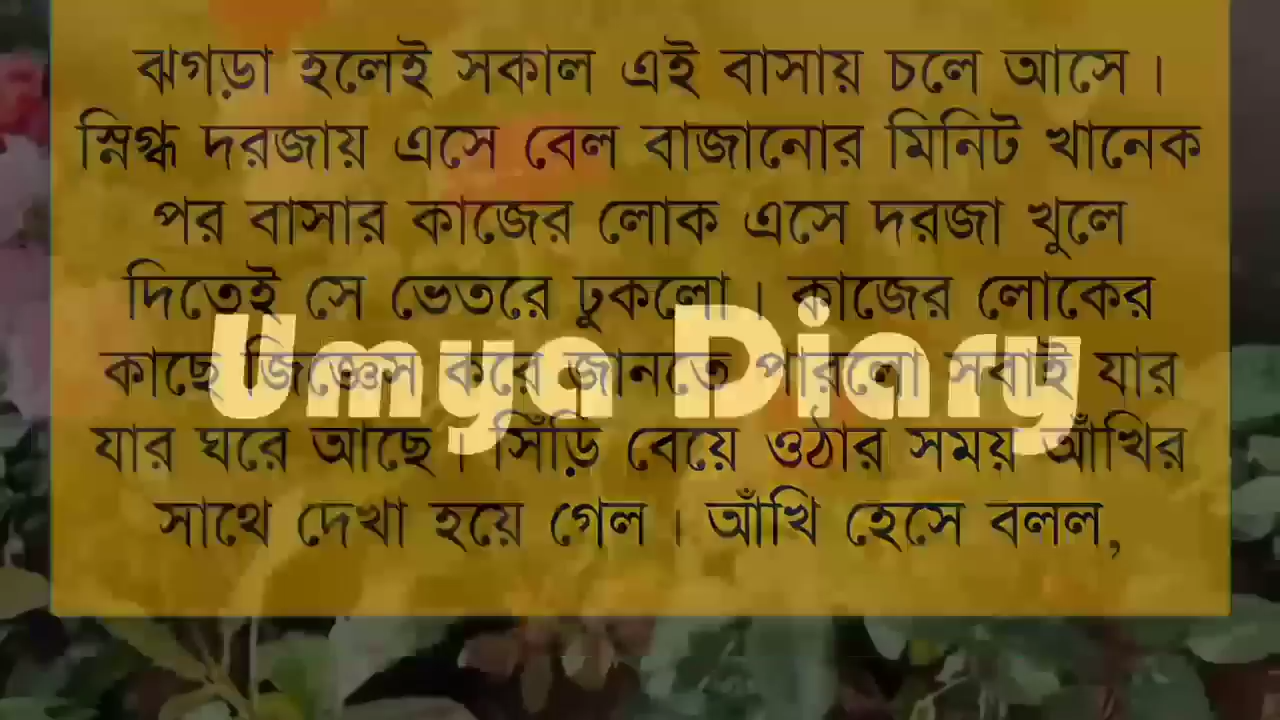 ঝগড়া হলেই সকাল এই বাসায় চলে আসে ।
স্নিগ্ধ দরজায় এসে বেল বাজানোর মিনিট খানেক
পর বাসার কাজের লোক এসে দরজা খুলে
দিতেই সে ভেতরে ঢুকলো । কাজের লোকের
কাছে জিজ্ঞেস করে জানতে পারলো সবাই যার
যার ঘরে আছে । সিঁড়ি বেয়ে ওঠার সময় আঁখির
সাথে দেখা হয়ে গেল । আঁখি হেসে বলল,
Umya Diary